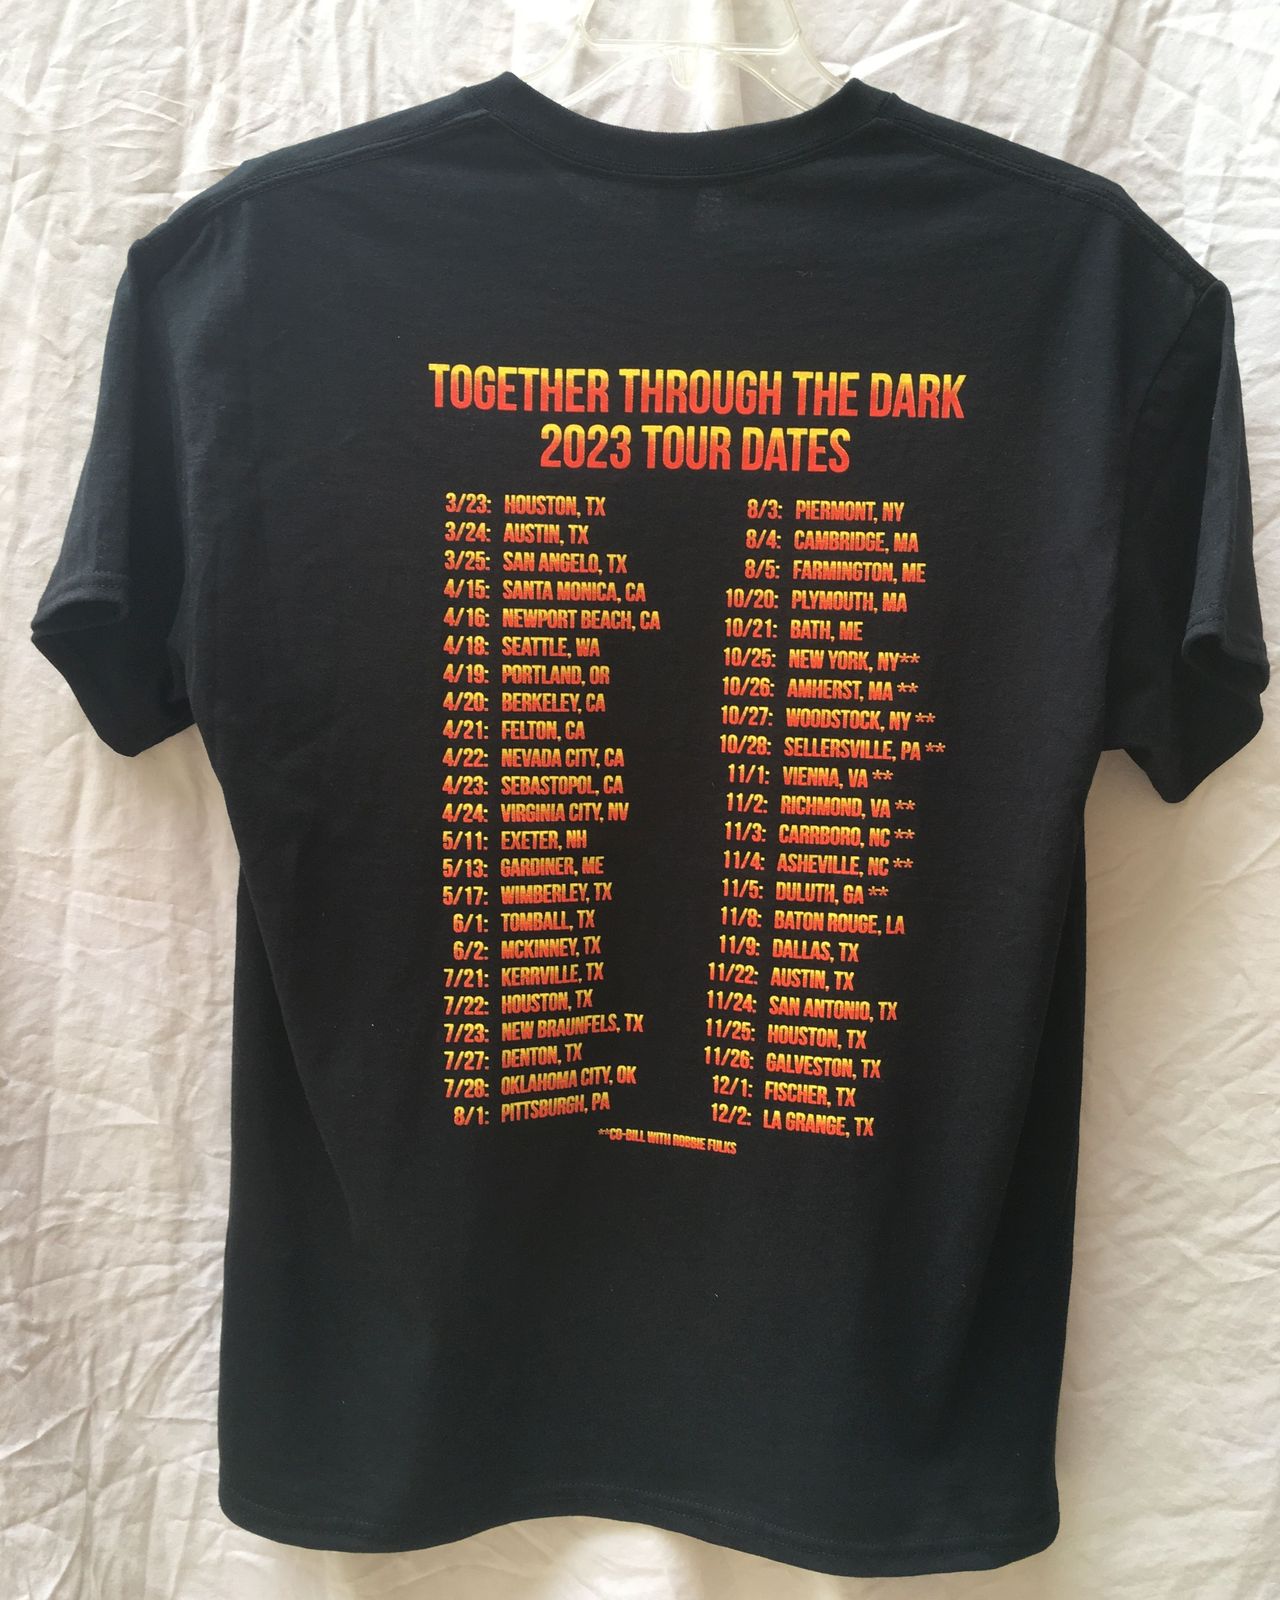 TOGETHER THROUGH THE DARK
2023 TOUR DATES
3/23: HOUSTON, TX
3/24: AUSTIN, TX
3/25: SAN ANGELO, TX
4/15: SANTA MONICA, CA
4/16: NEWPORT BEACH, CA
4/18: SEATTLE, WA
4/19: PORTLAND, OR
4/20: BERKELEY, CA
4/21: FELTON, CA
4/22: NEVADA CITY, CA
4/23: SEBASTOPOL, CA
4/24: VIRGINIA CITY, NV
5/11: EXETER, NH
5/13: GARDINER, ME
5/17: WIMBERLEY, TX
6/1: TOMBALL, TX
6/2: MCKINNEY, TX
7/21: KERRVILLE, TX
7/22: HOUSTON, TX
7/23: NEW BRAUNFELS, TX
7/27: DENTON, TX
7/28: OKLAHOMA CITY, OK
8/1: PITTSBURGH, PA
8/3: PIERMONT, NY
8/4: CAMBRIDGE, MA
8/5: FARMINGTON, ME
10/20: PLYMOUTH, MA
10/21: BATH, ME
10/25: NEW YORK, NY**
10/26: AMHERST, MA **
10/27: WOODSTOCK, NY **
10/28: SELLERSVILLE, PA **
11/1: VIENNA, VA **
11/2: RICHMOND, VA **
11/3: CARRBORO, NC **
11/4: ASHEVILLE, NC **
11/5: DULUTH, GA **
11/8: BATON ROUGE, LA
11/9: DALLAS, TX
11/22: AUSTIN, TX
11/24: SAN ANTONIO, TX
11/25: HOUSTON, TX
11/26: GALVESTON, TX
12/1: FISCHER, TX
12/2: LA GRANGE, TX
**CO-BILL WITH ROBBIE FULKS